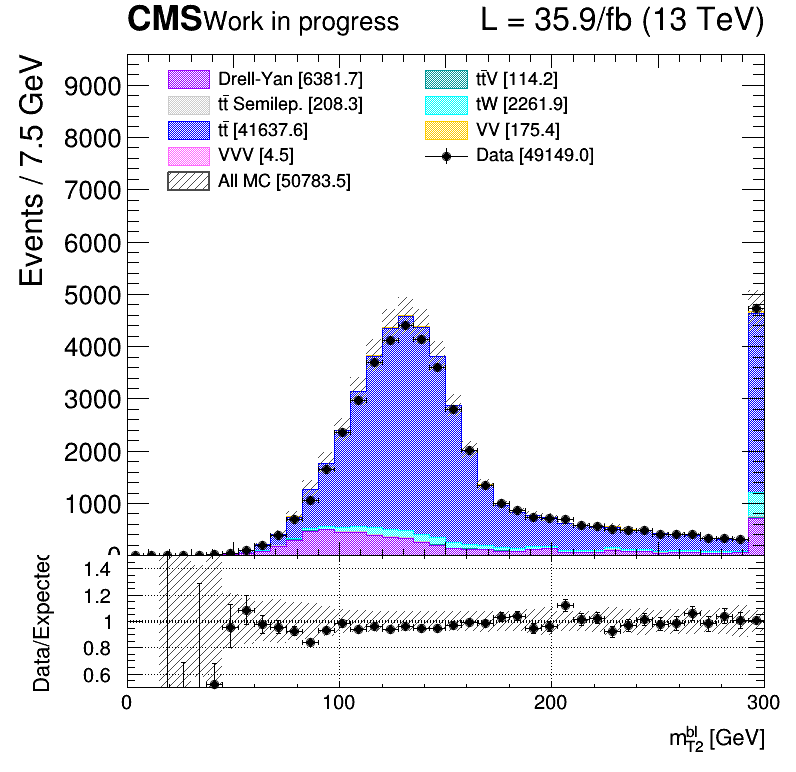 CMS Work in progress L = 35.9/fb (13 TeV)
Events / 7.5 GeV
9000
8000
7000
6000
5000
4000
3000
2000
1000
0
Drell-Yan [6381.7]
tt̄ Semilep. [208.3]
tt̄ [41637.6]
VVV [4.5]
All MC [50783.5]
tt̄V [114.2]
tW [2261.9]
VV [175.4]
Data [49149.0]
Data/Expected
1.4
1.2
1
0.8
0.6
0 100 200 300
m_{T2}^{bl} [GeV]